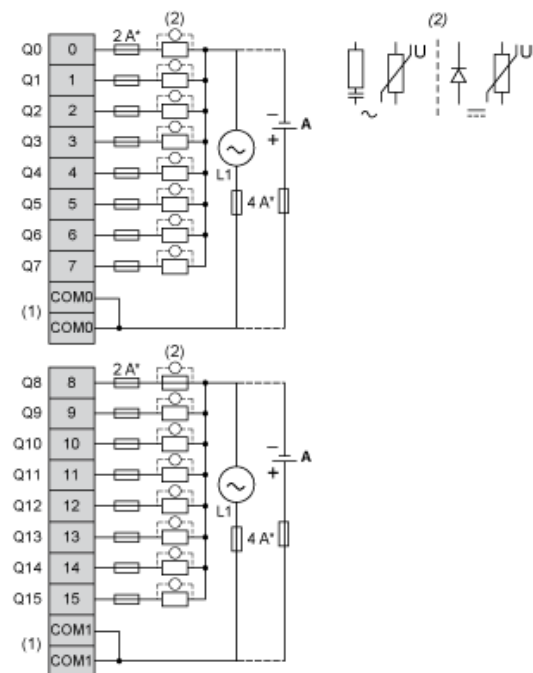 (2)
2 A*
Q0 0
Q1 1
Q2 2
Q3 3
Q4 4
Q5 5
Q6 6
Q7 7
COM0
(1)
COM0
L1
4 A*
−
+
A
(2)
U
U
(2)
2 A*
Q8 8
Q9 9
Q10 10
Q11 11
Q12 12
Q13 13
Q14 14
Q15 15
COM1
(1)
COM1
L1
4 A*
−
+
A